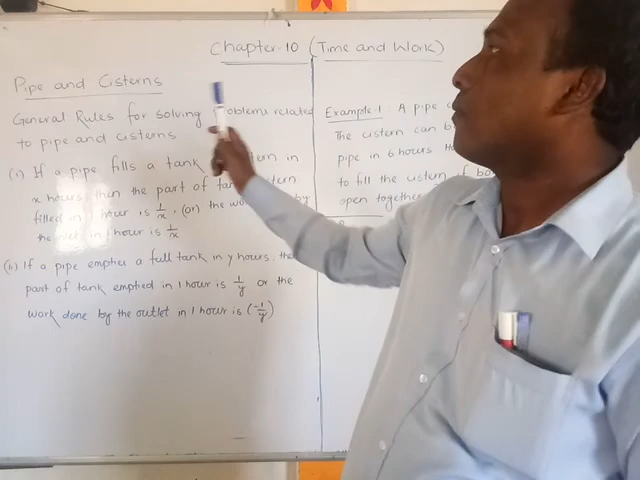 Chapter-10 (Time and Work)
Pipe and Cisterns
General Rules for solving problems related
to pipe and cisterns
(i) If a pipe fills a tank in
x hours, then the part of
filled in 1 hour is 1/x, (or) the by
the inlet in 1 hour is 1/x
(ii) If a pipe empties a full tank in y hours, the
part of tank emptied in 1 hour is 1/y or the
work done by the outlet in 1 hour is (-1/y)
Example-1: A pipe
The cistern can
pipe in 6 hours
to fill the cistern if
open together